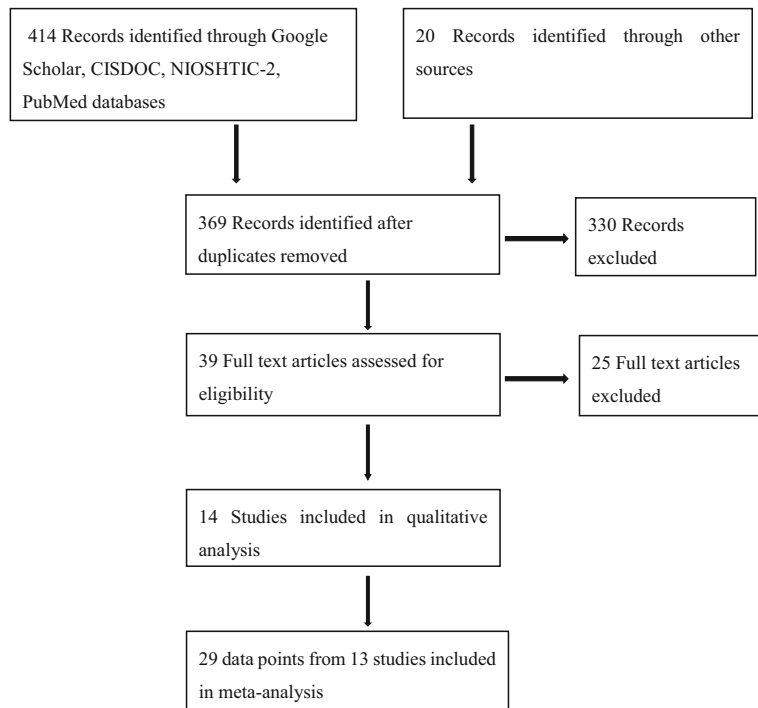 414 Records identified through Google
Scholar, CISDOC, NIOSHTIC-2,
PubMed databases
20 Records identified through other
sources
369 Records identified after
duplicates removed
330 Records
excluded
39 Full text articles assessed for
eligibility
25 Full text articles
excluded
14 Studies included in qualitative
analysis
29 data points from 13 studies included
in meta-analysis